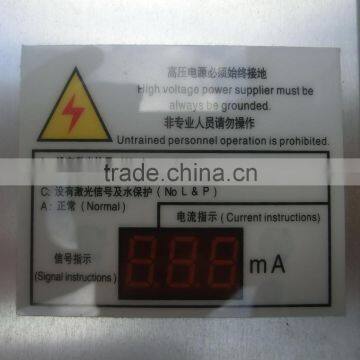 高压电源必须始终接地
High voltage power supplier must be
always be grounded.
非专业人员请勿操作
Untrained personnel operation is prohibited.
trade.china.cn
C: 没有激光信号及水保护 ( No L & P )
A: 正常 (Normal)
电流指示 ( Current instructions )
信号指示
(Signal instructions )
888 mA